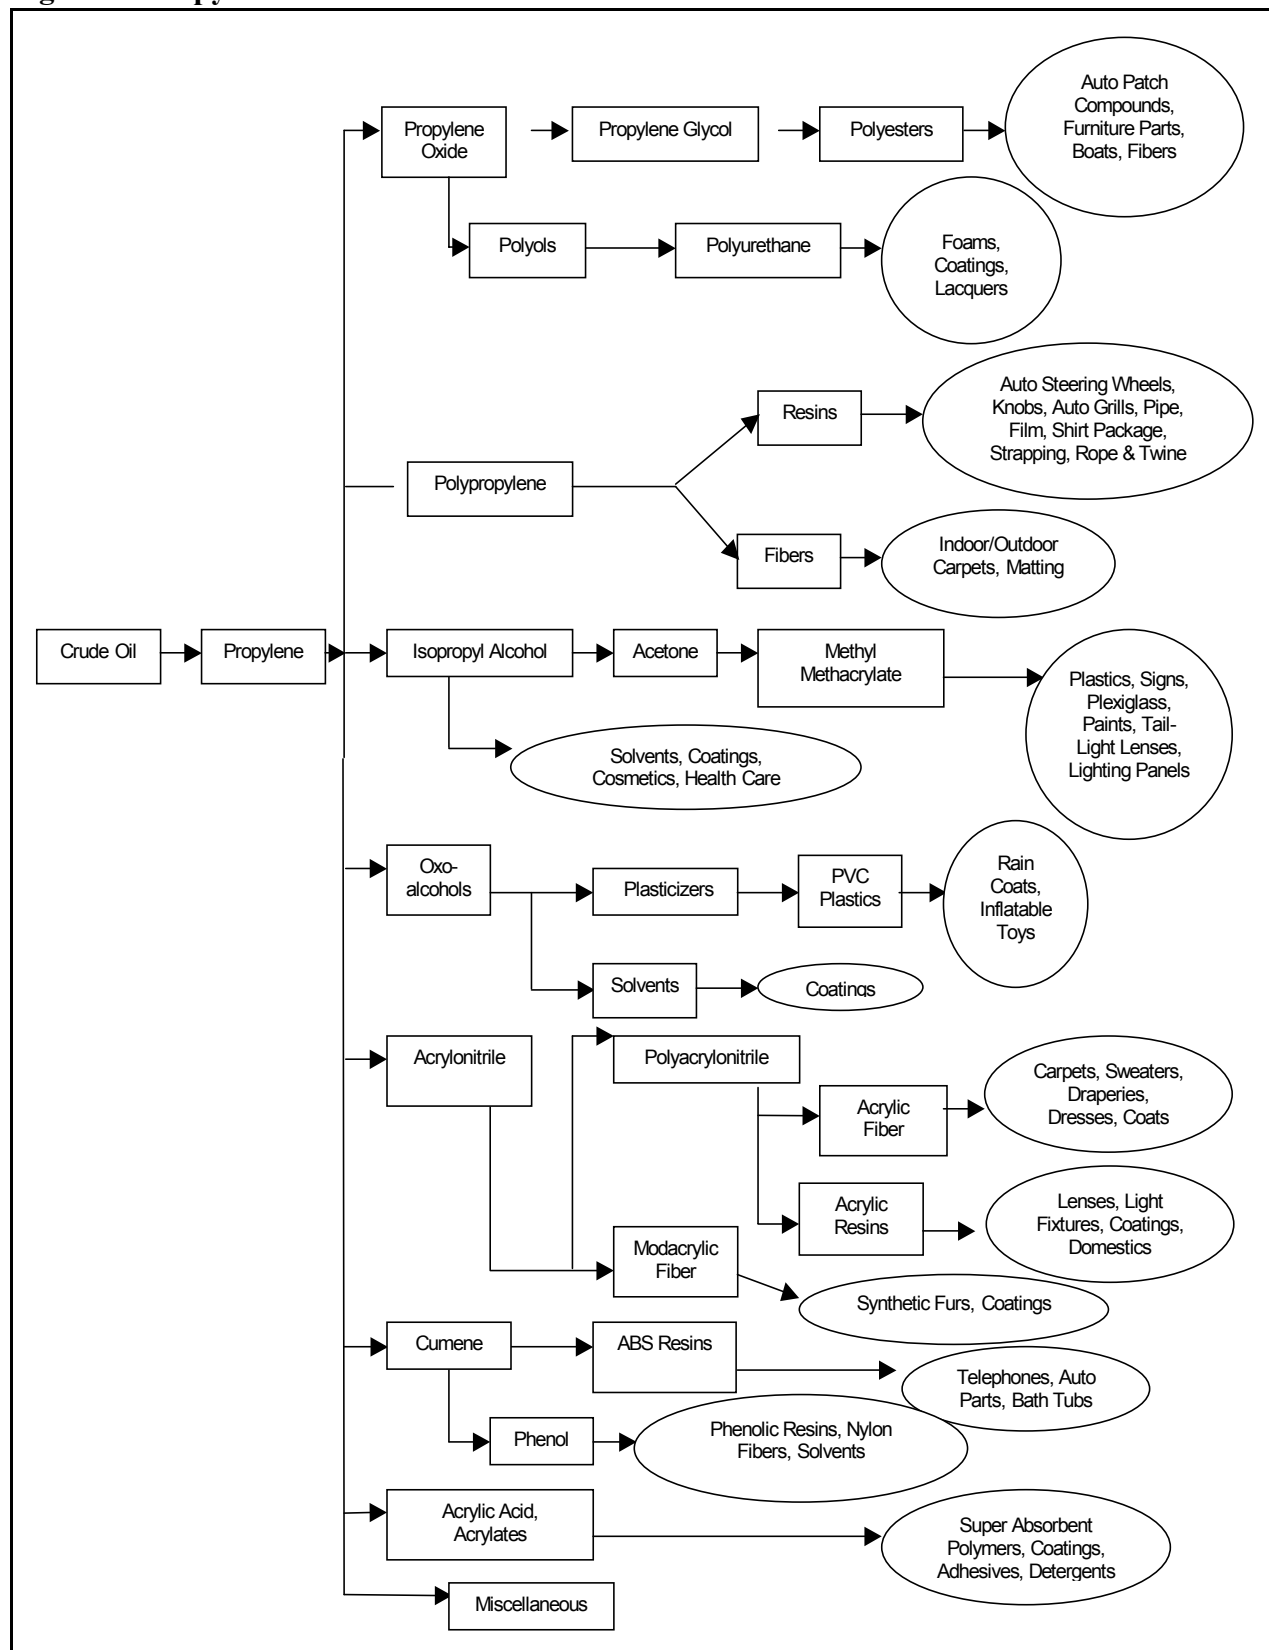 Auto Patch
Compounds,
Furniture Parts,
Boats, Fibers
Propylene
Oxide
Propylene Glycol
Polyesters
Polyols
Polyurethane
Foams,
Coatings,
Lacquers
Auto Steering Wheels,
Knobs, Auto Grills, Pipe,
Film, Shirt Package,
Strapping, Rope & Twine
Resins
Polypropylene
Fibers
Indoor/Outdoor
Carpets, Matting
Crude Oil
Propylene
Isopropyl Alcohol
Acetone
Methyl
Methacrylate
Plastics, Signs,
Plexiglass,
Paints, Tail-
Light Lenses,
Lighting Panels
Solvents, Coatings,
Cosmetics, Health Care
Oxo-
alcohols
Plasticizers
PVC
Plastics
Rain
Coats,
Inflatable
Toys
Solvents
Coatings
Acrylonitrile
Polyacrylonitrile
Acrylic
Fiber
Carpets, Sweaters,
Draperies,
Dresses, Coats
Acrylic
Resins
Lenses, Light
Fixtures, Coatings,
Domestics
Modacrylic
Fiber
Synthetic Furs, Coatings
Cumene
ABS Resins
Telephones, Auto
Parts, Bath Tubs
Phenol
Phenolic Resins, Nylon
Fibers, Solvents
Acrylic Acid,
Acrylates
Super Absorbent
Polymers, Coatings,
Adhesives, Detergents
Miscellaneous